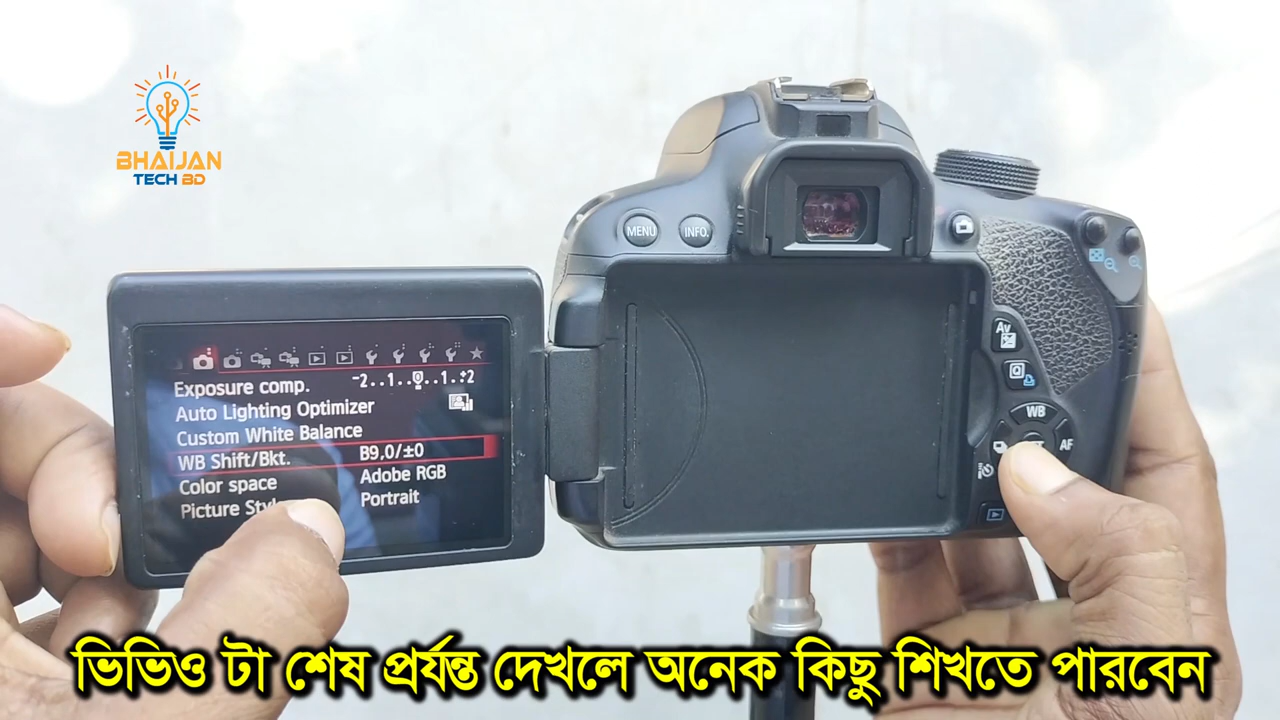 BHAIJAN
TECH BD
MENU
INFO.
Exposure comp. -2..1..0..1..+2
Auto Lighting Optimizer
Custom White Balance
WB Shift/Bkt. B9,0/±0
Color space Adobe RGB
Picture Portrait
Av
Q
WB
AF
ভিভিও টা শেষ প্রর্যন্ত দেখলে অনেক কিছু শিখতে পারবেন